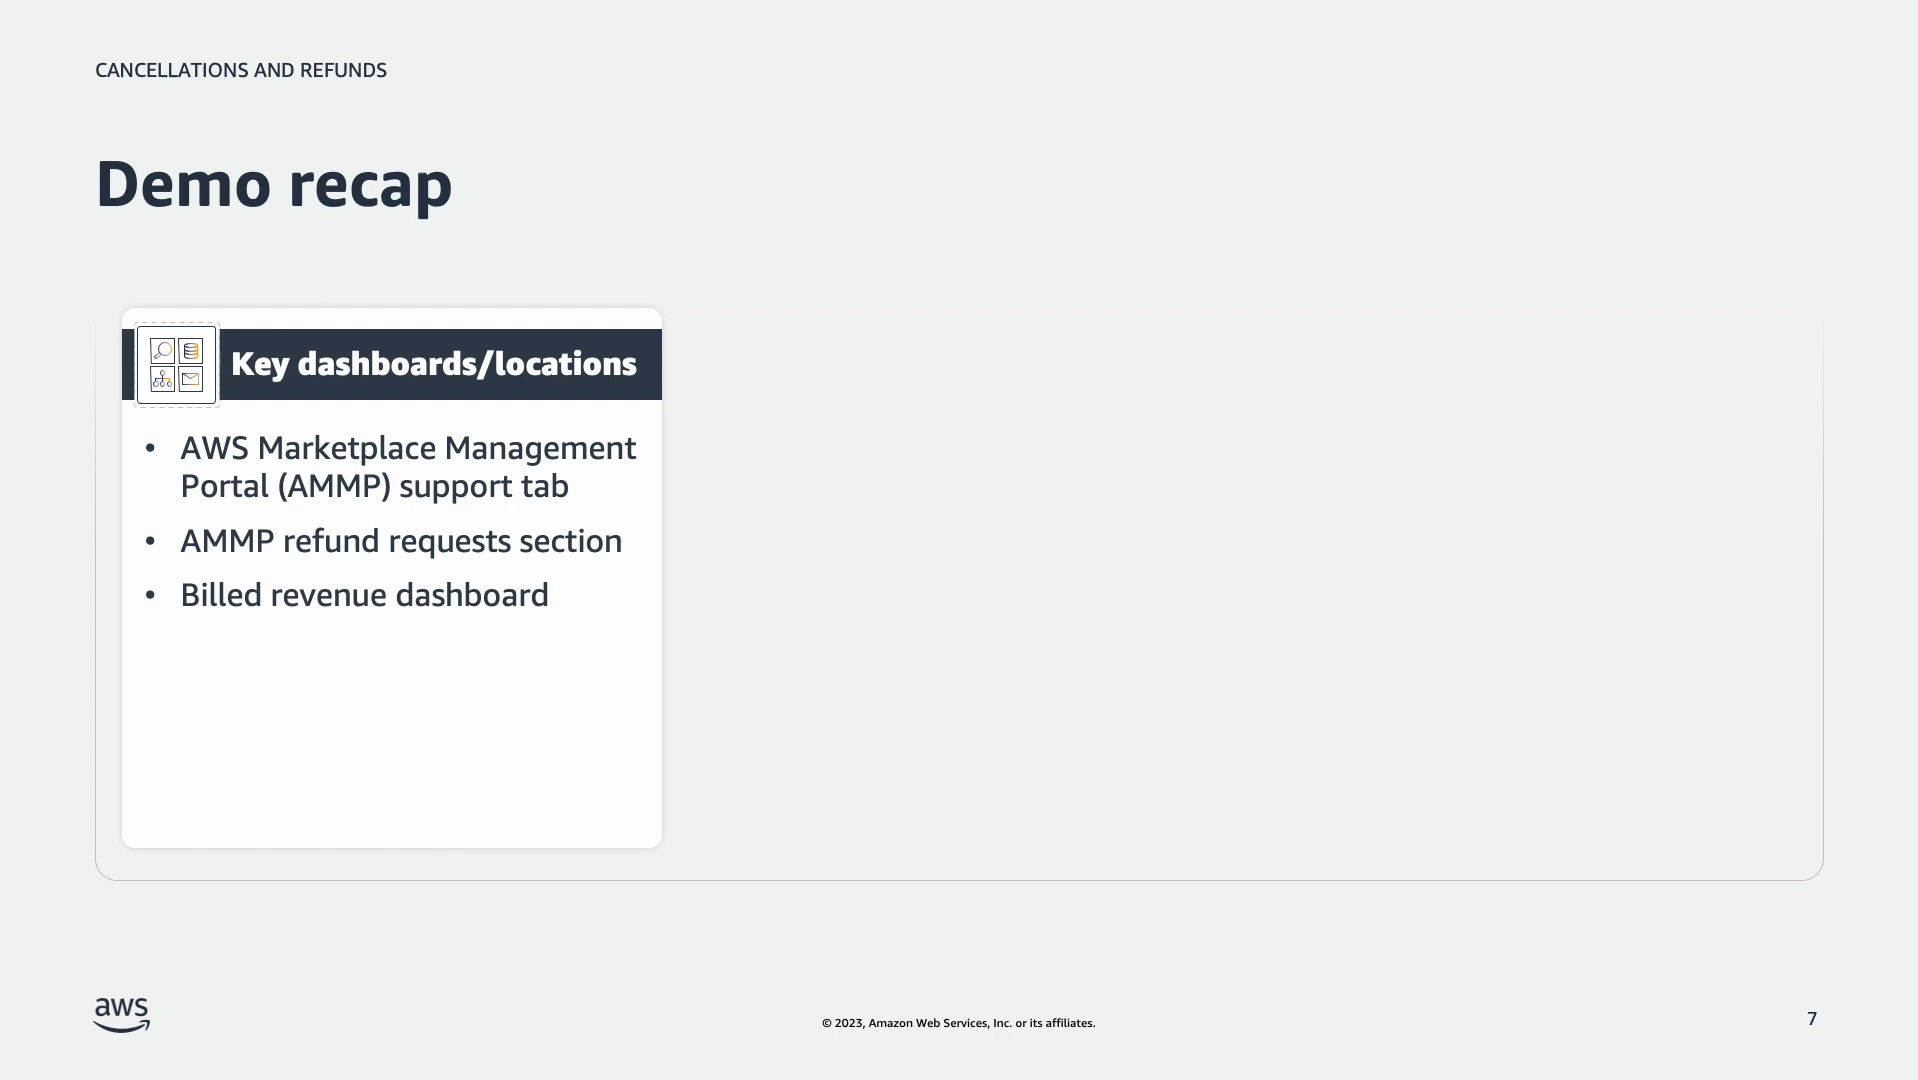 CANCELLATIONS AND REFUNDS
Demo recap
Key dashboards/locations
• AWS Marketplace Management
Portal (AMMP) support tab
• AMMP refund requests section
• Billed revenue dashboard
aws
© 2023, Amazon Web Services, Inc. or its affiliates.
7